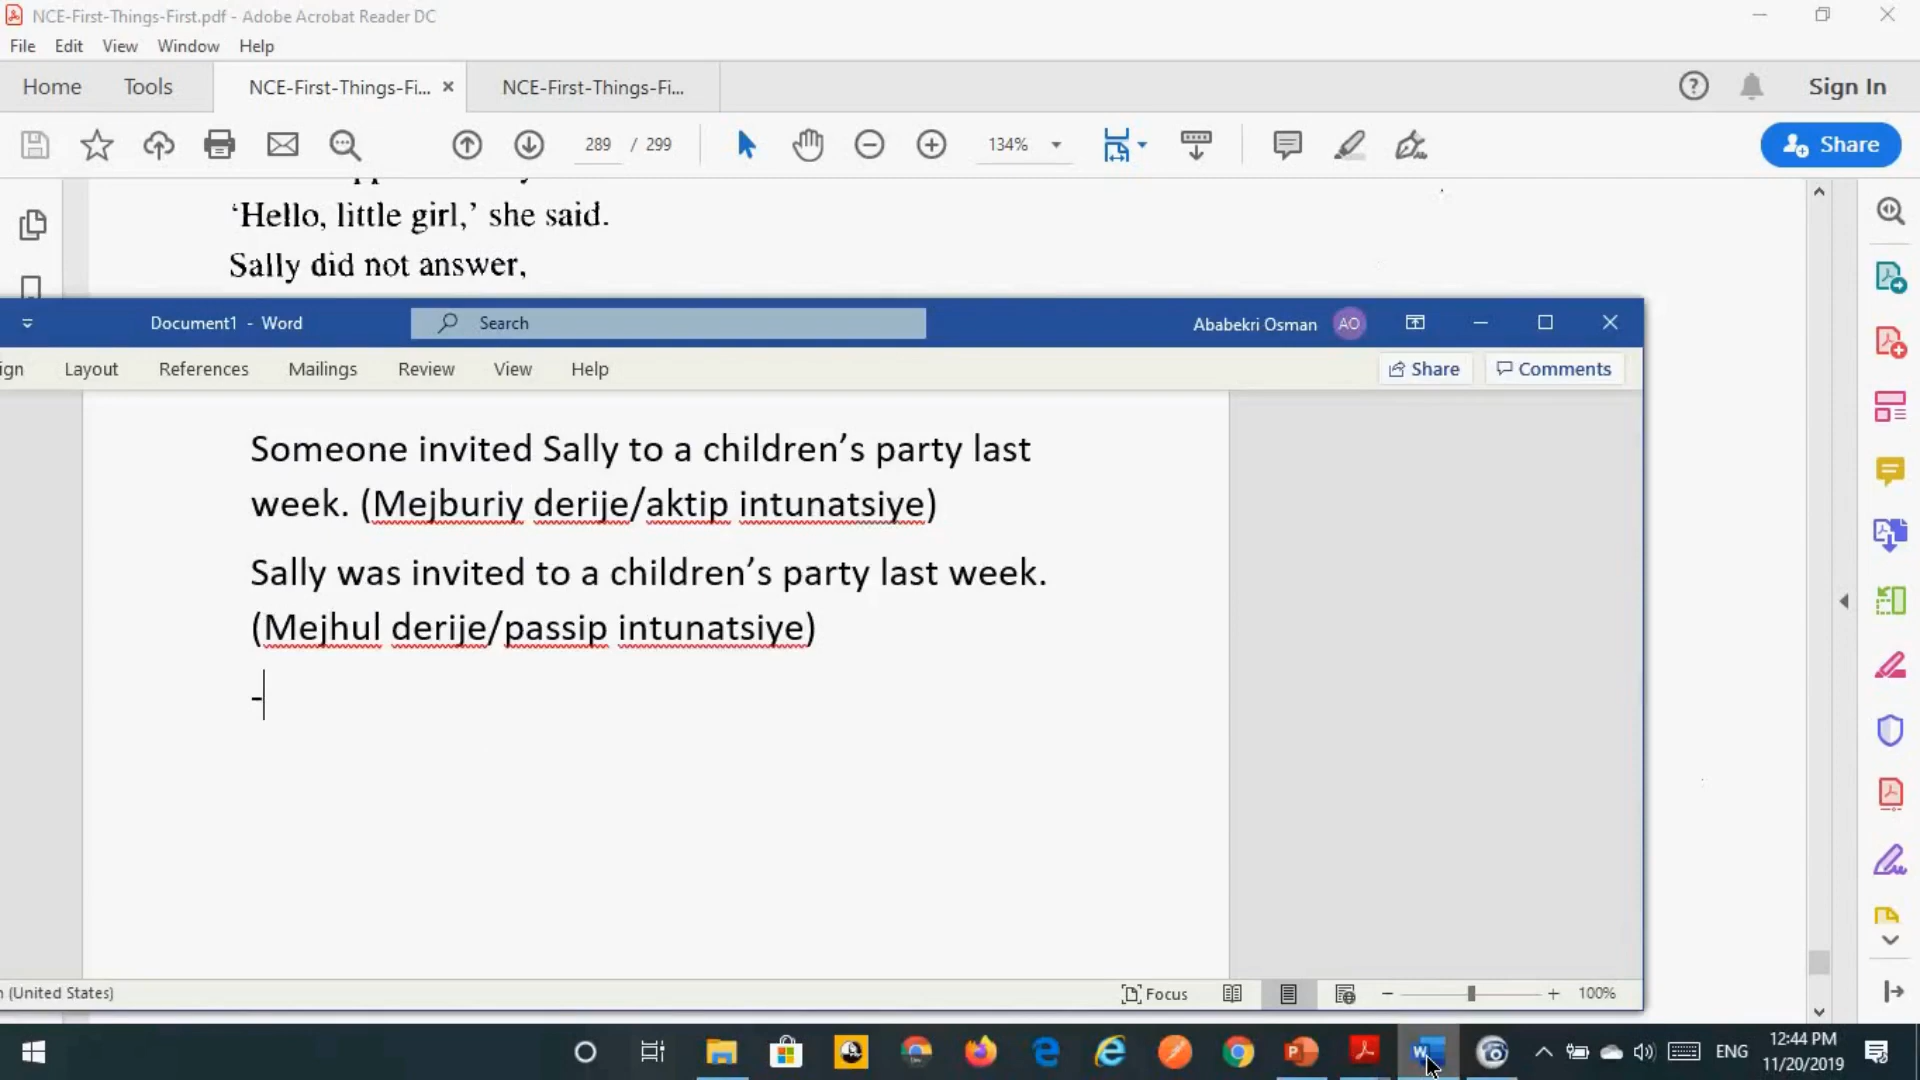 NCE-First-Things-First.pdf - Adobe Acrobat Reader DC
File Edit View Window Help
Home Tools NCE-First-Things-Fi... × NCE-First-Things-Fi... Sign In
289 / 299 134% Share
‘Hello, little girl,’ she said.
Sally did not answer,
Document1 - Word Search Ababekri Osman AO
ign Layout References Mailings Review View Help Share Comments
Someone invited Sally to a children’s party last
week. (Mejburiy derije/aktip intunatsiye)
Sally was invited to a children’s party last week.
(Mejhul derije/passip intunatsiye)
-
(United States) Focus 100%
ENG 12:44 PM
11/20/2019